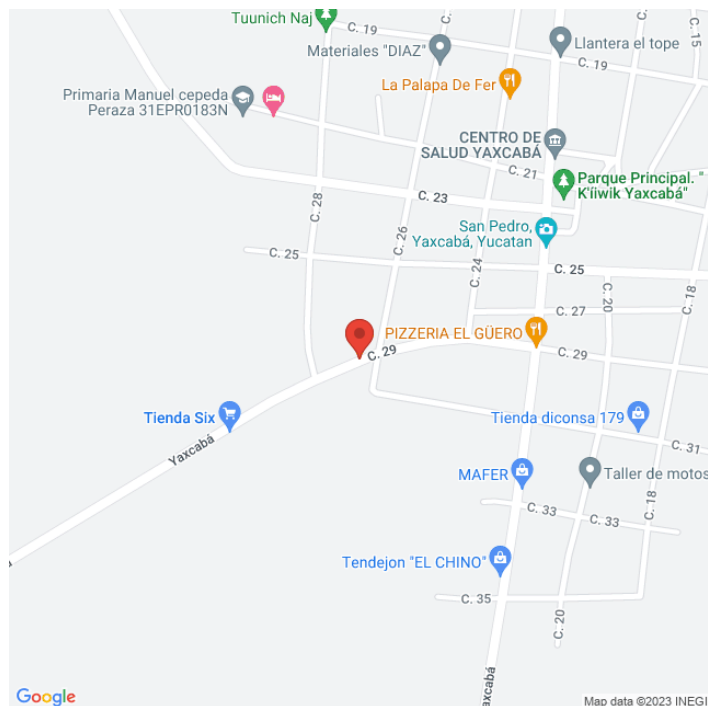 Tuunich Naj
C. 19
C. 15
Llantera el tope
Materiales "DIAZ"
C. 19
La Palapa De Fer
Primaria Manuel cepeda
Peraza 31EPR0183N
CENTRO DE
SALUD YAXCABÁ
C. 21
Parque Principal. "
K'íiwik Yaxcabá"
C. 28
C. 23
San Pedro,
Yaxcabá, Yucatan
C. 26
C. 25
C. 24
C. 25
C. 20
C. 18
C. 27
PIZZERIA EL GÜERO
C. 29
C. 29
Tienda Six
Tienda diconsa 179
Yaxcabá
C. 31
MAFER
Taller de motos
C. 18
C. 33
C. 33
Tendejon "EL CHINO"
C. 35
C. 20
Yaxcabá
Google
Map data ©2023 INEGI